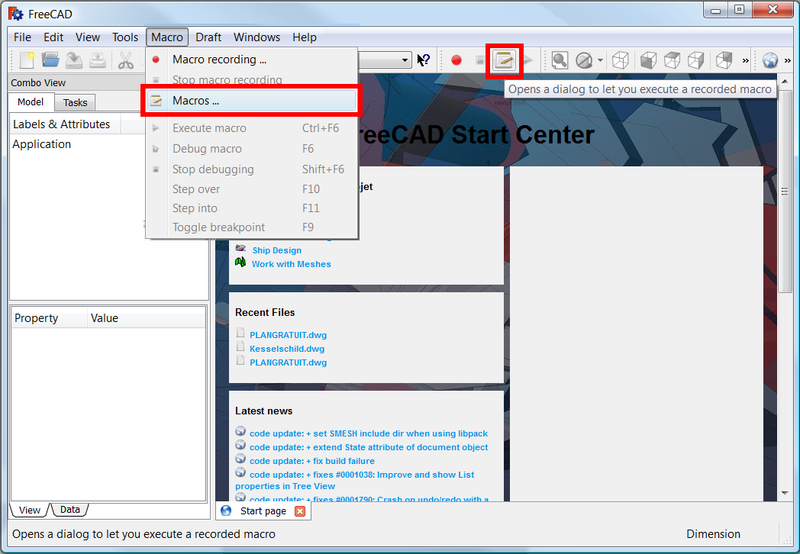 FreeCAD
File Edit View Tools Macro Draft Windows Help
Macro recording ...
Stop macro recording
Macros ...
Execute macro Ctrl+F6
Debug macro F6
Stop debugging Shift+F6
Step over F10
Step into F11
Toggle breakpoint F9
Opens a dialog to let you execute a recorded macro
Combo View
Model Tasks
Labels & Attributes
Application
Property Value
View Data
reeCAD Start Center
jet
Ship Design
Work with Meshes
Recent Files
PLANGRATUIT.dwg
Kesselschild.dwg
PLANGRATUIT.dwg
Latest news
code update: + set SMESH include dir when using libpack
code update: + extend State attribute of document object
code update: + fix build failure
code update: + fixes #0001038: Improve and show List
properties in Tree View
code update: + fixes #0001790: Crash on undo/redo with a
Start page
Opens a dialog to let you execute a recorded macro
Dimension